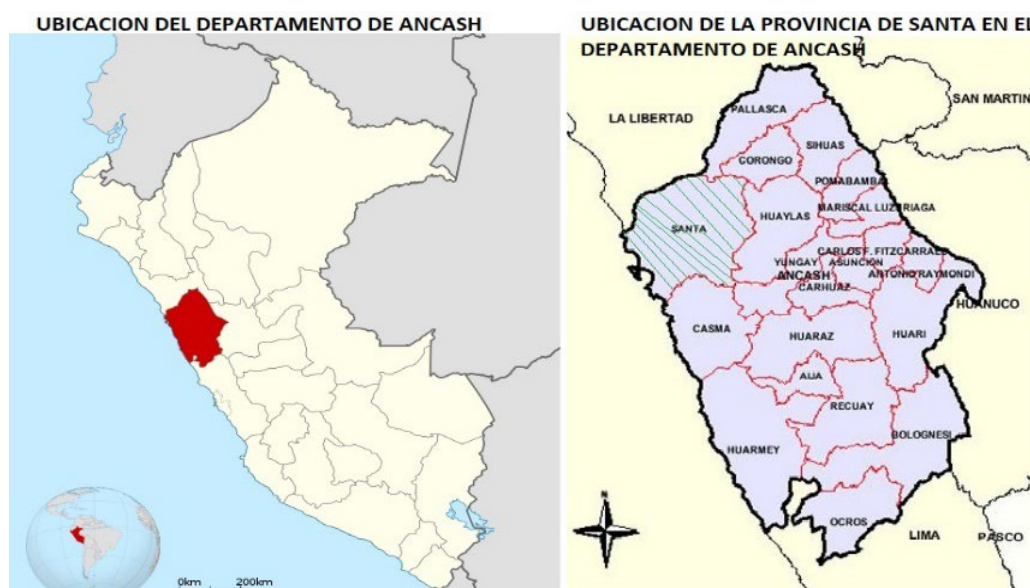 UBICACION DEL DEPARTAMENTO DE ANCASH
0km 200km
UBICACION DE LA PROVINCIA DE SANTA EN EL
DEPARTAMENTO DE ANCASH
SAN MARTIN
PALLASCA
LA LIBERTAD
SIHUAS
CORONGO
POMABAMBA
MARISCAL LUZURIAGA
HUAYLAS
SANTA
CARLOS F. FITZCARRALD
YUNGAY
ASUNCION
ANCASH
ANTONIO RAYMONDI
CARHUAZ
HUANUCO
CASMA
HUARAZ
HUARI
AIJA
RECUAY
BOLOGNESI
HUARMEY
N
OCROS
LIMA
PASCO